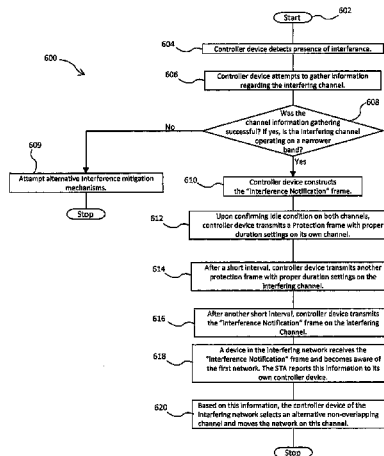 602
Start
604
Controller device detects presence of interference.
600
606
Controller device attempts to gather information
regarding the interfering channel.
608
Was the
channel information gathering
successful? If yes, is the interfering channel
operating on a narrower
band?
No
Yes
609
Attempt alternative interference mitigation
mechanisms.
Stop
610
Controller device constructs
the "Interference Notification" frame.
612
Upon confirming idle condition on both channels,
controller device transmits a Protection frame with proper
duration settings on its own channel.
614
After a short interval, controller device transmits another
protection frame with proper duration settings on the
interfering channel.
616
After another short interval, controller device transmits
the "Interference Notification" frame on the interfering
Channel.
618
A device in the interfering network receives the
"Interference Notification" frame and becomes aware of
the first network. The STA reports this information to its
own controller device.
620
Based on this information, the controller device of the
interfering network selects an alternative non-overlapping
channel and moves the network on this channel.
Stop